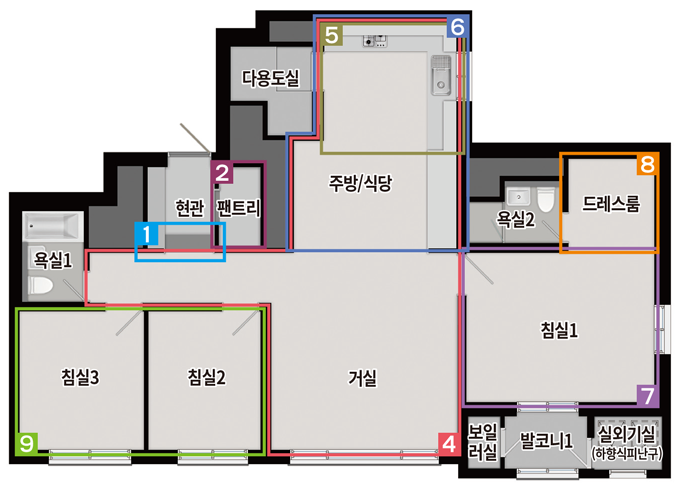 5
6
다용도실
2
8
주방/식당
현관
팬트리
드레스룸
욕실2
1
욕실1
침실1
침실3
침실2
거실
7
9
4
보일
러실
발코니1
실외기실
(하향식피난구)